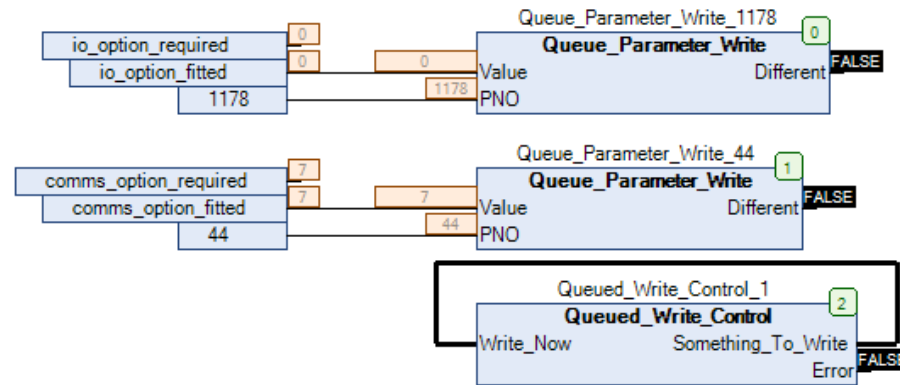 Queue_Parameter_Write_1178
0
0
io_option_required
Queue_Parameter_Write
0
0
FALSE
io_option_fitted
Value
Different
1178
1178
PNO
Queue_Parameter_Write_44
7
1
comms_option_required
Queue_Parameter_Write
7
7
FALSE
comms_option_fitted
Value
Different
44
44
PNO
Queued_Write_Control_1
2
Queued_Write_Control
Write_Now
Something_To_Write
Error
FALSE